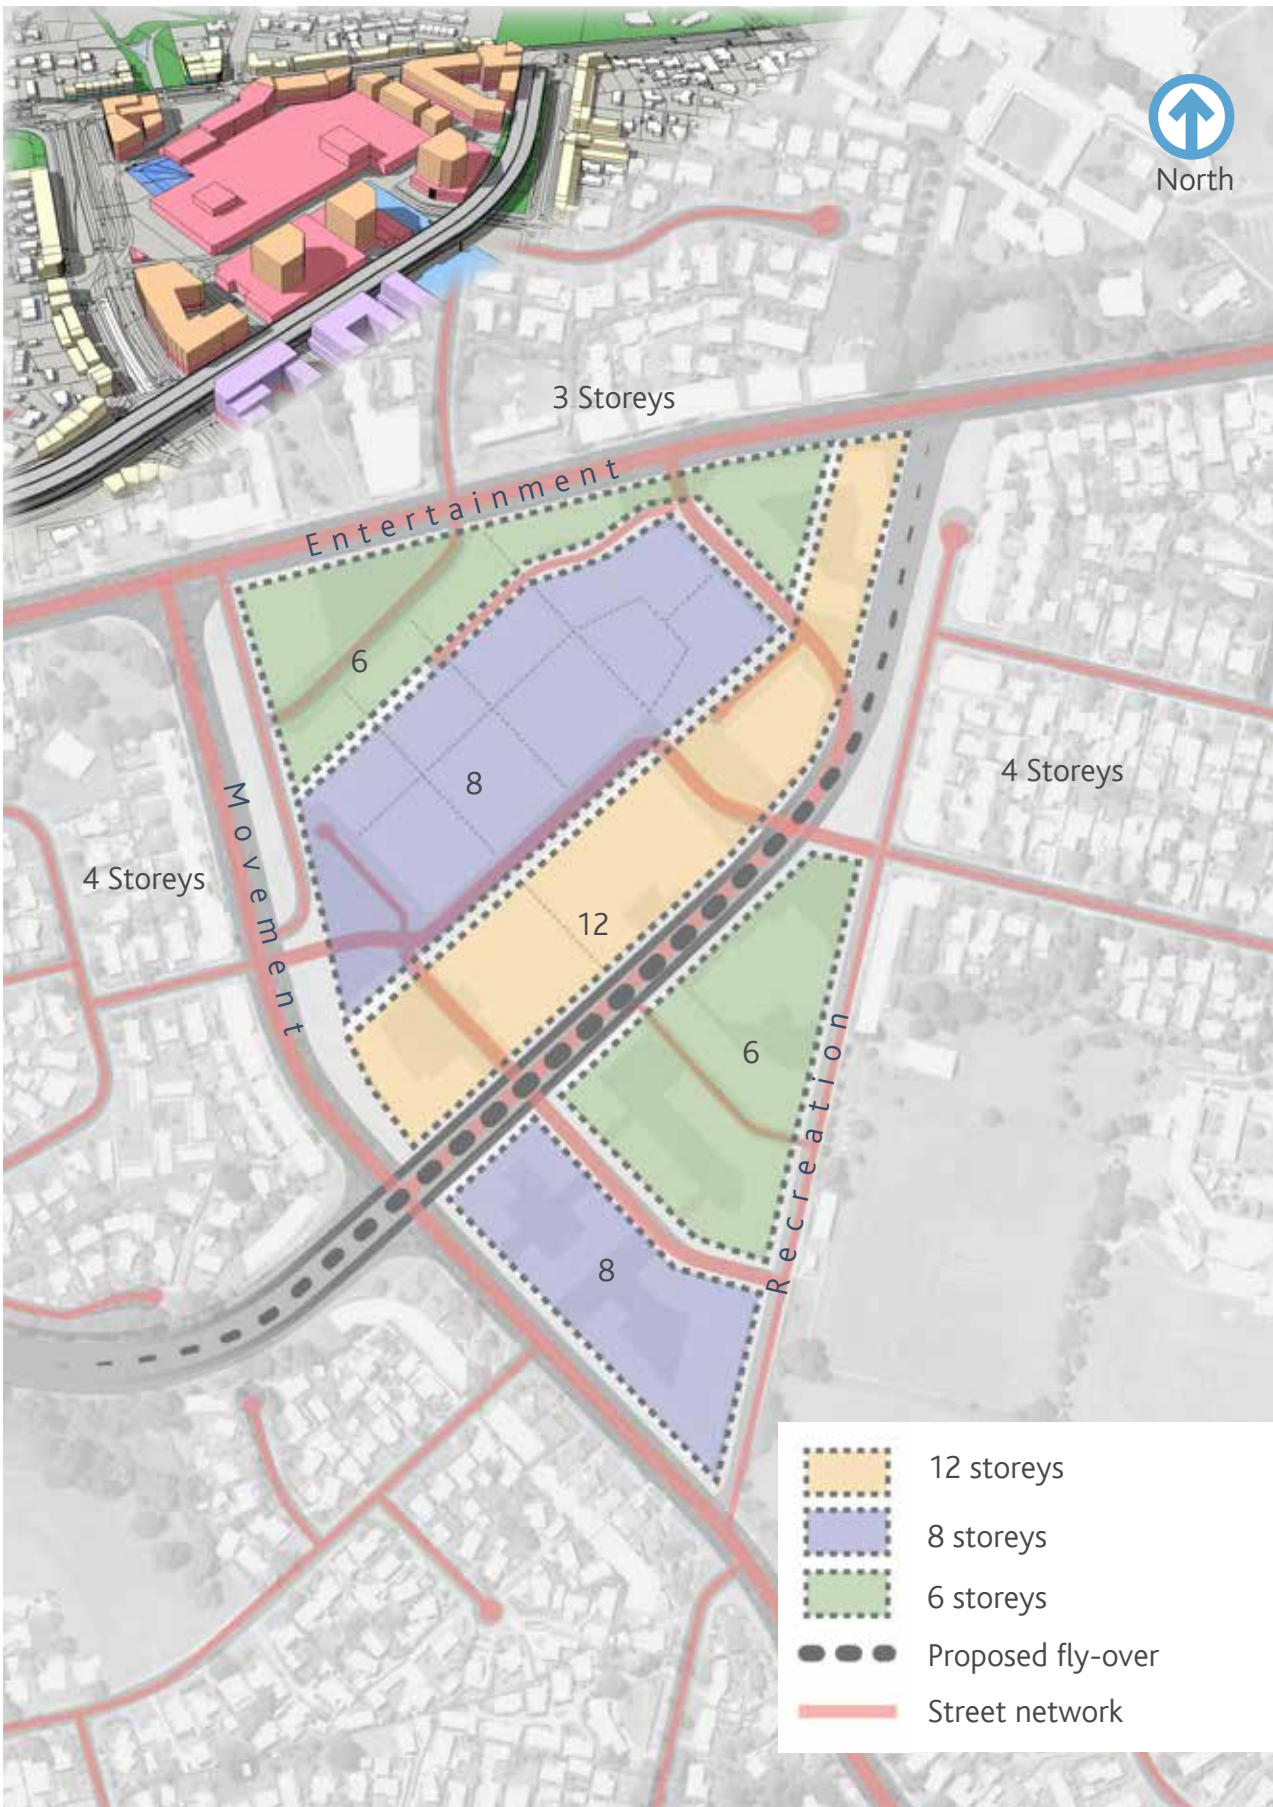 North
3 Storeys
Entertainment
6
8
4 Storeys
Movement
4 Storeys
12
6
Recreation
8
12 storeys
8 storeys
6 storeys
Proposed fly-over
Street network